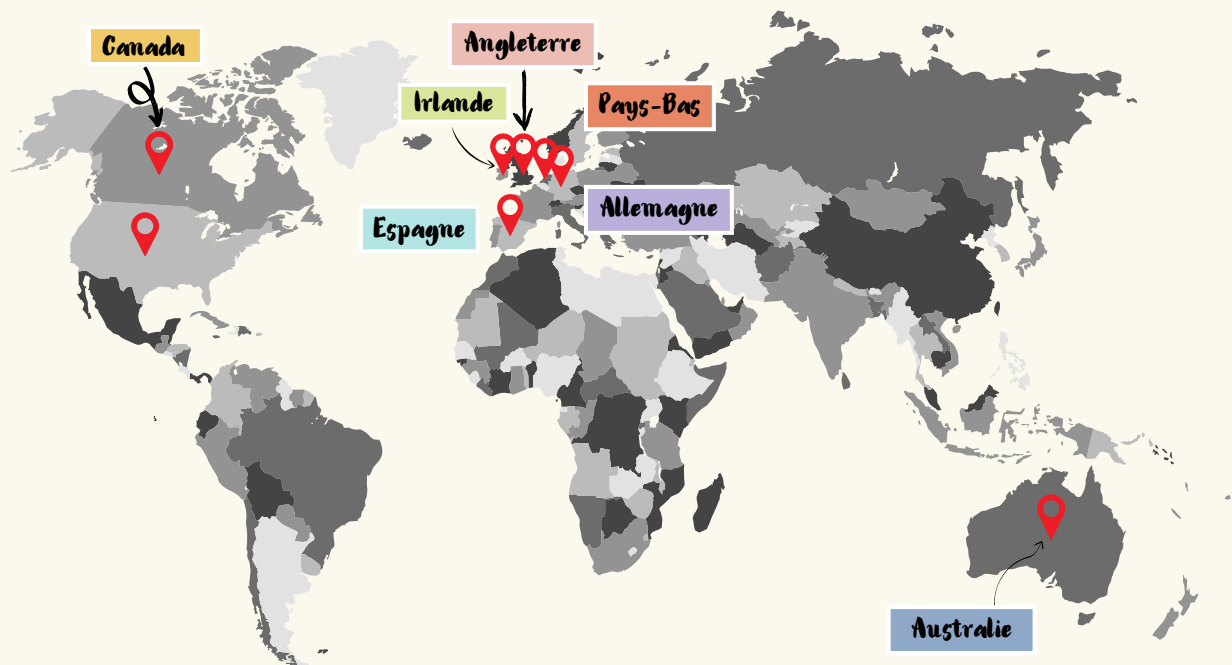 Canada
Angleterre
Irlande
Pays-Bas
Allemagne
Espagne
Australie